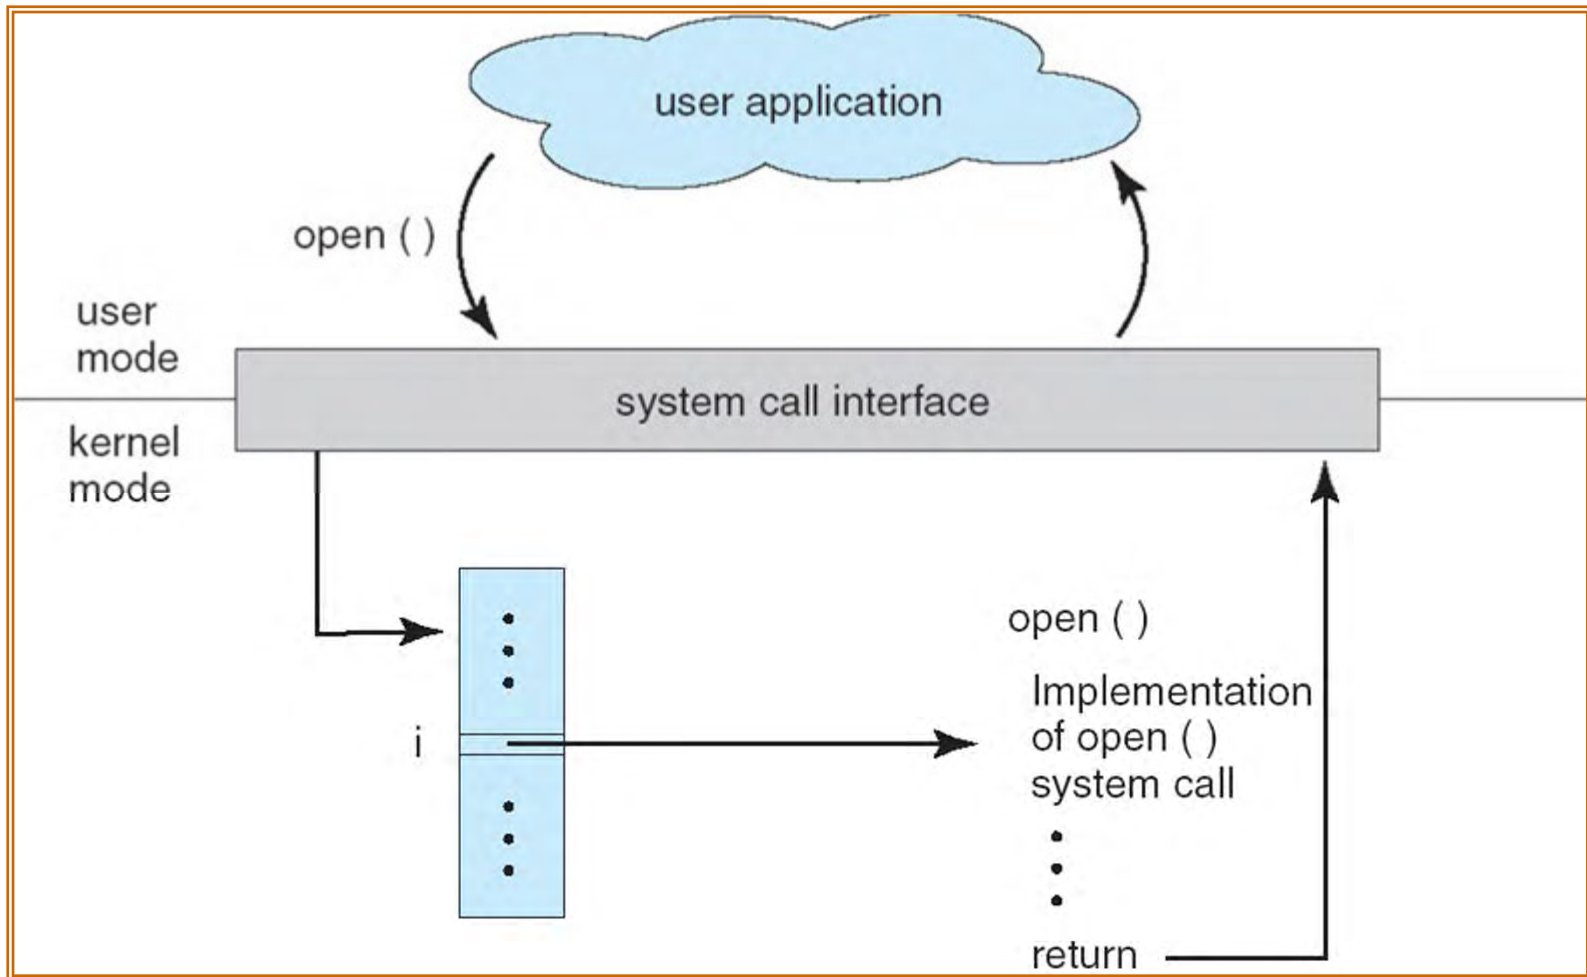 user application
open ( )
user
mode
system call interface
kernel
mode
open ( )
Implementation
i
of open ( )
system call
return